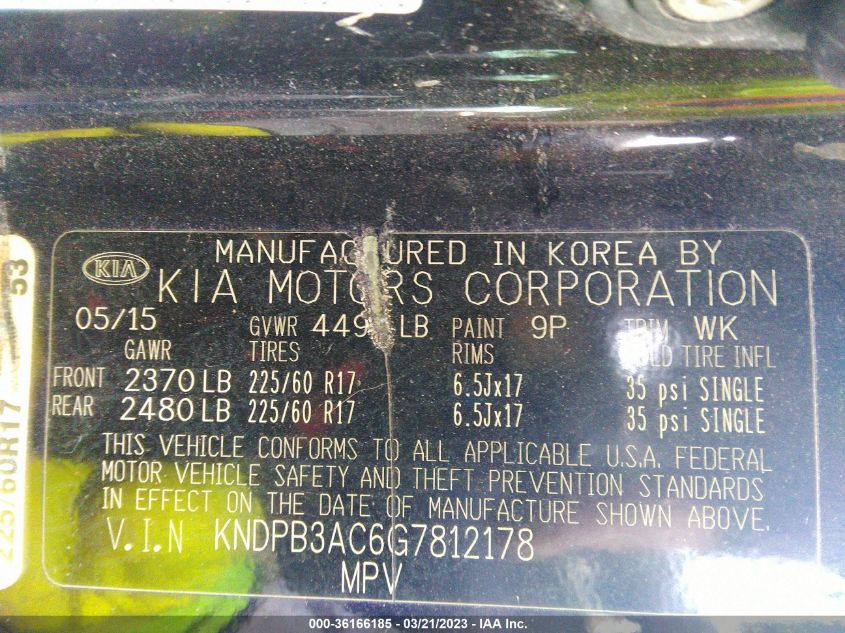 53
225/60R17
KIA
MANUFACTURED IN KOREA BY
KIA MOTORS CORPORATION
05/15 GVWR LB PAINT 9P TRIM WK
GAWR TIRES RIMS COLD TIRE INFL
FRONT 2370 LB 225/60 R17 6.5Jx17 35 psi SINGLE
REAR 2480 LB 225/60 R17 6.5Jx17 35 psi SINGLE
THIS VEHICLE CONFORMS TO ALL APPLICABLE U.S.A. FEDERAL
MOTOR VEHICLE SAFETY AND THEFT PREVENTION STANDARDS
IN EFFECT ON THE DATE OF MANUFACTURE SHOWN ABOVE.
V.I.N KNDPB3AC6G7812178
MPV
000-36166185 - 03/21/2023 - IAA Inc.